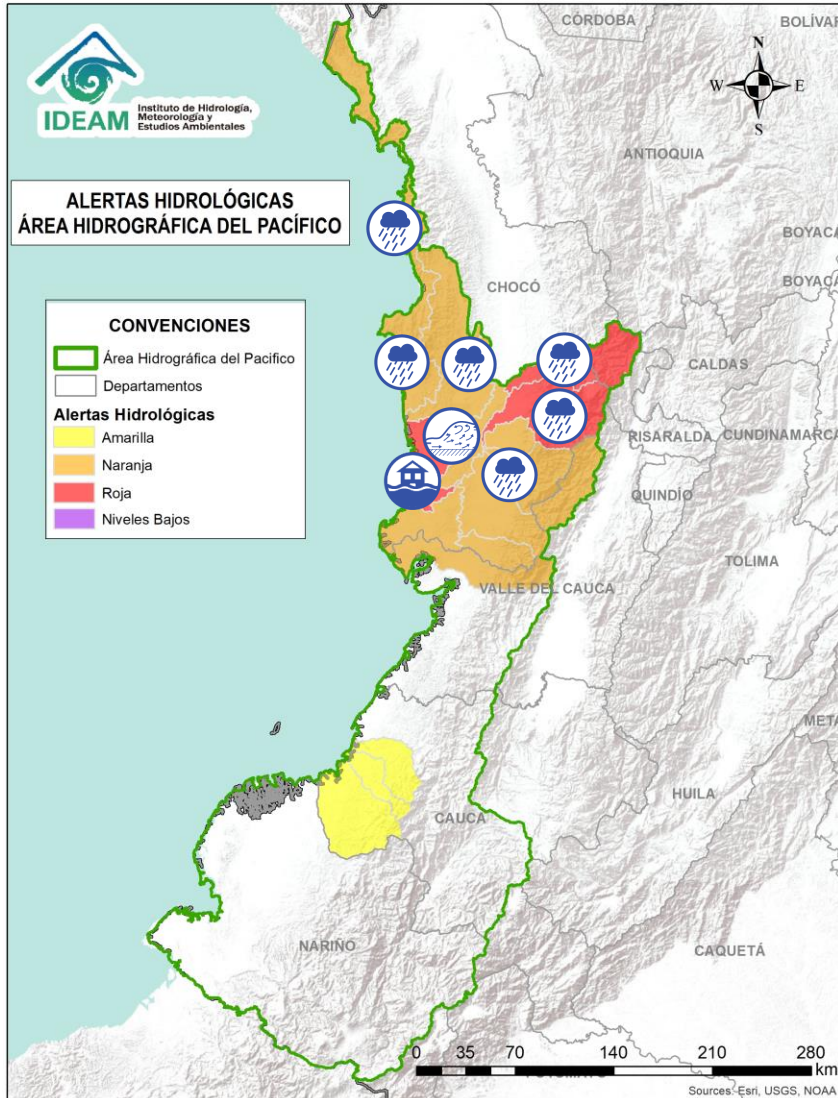 IDEAM
Instituto de Hidrología,
Meteorología y
Estudios Ambientales
ALERTAS HIDROLÓGICAS
ÁREA HIDROGRÁFICA DEL PACÍFICO
CONVENCIONES
Área Hidrográfica del Pacifico
Departamentos
Alertas Hidrológicas
Amarilla
Naranja
Roja
Niveles Bajos
N
W
E
S
CÓRDOBA
BOLÍVAR
ANTIOQUIA
BOYACÁ
BOYACÁ
CHOCÓ
CALDAS
RISARALDA
CUNDINAMARCA
QUINDÍO
TOLIMA
VALLE DEL CAUCA
META
HUILA
CAUCA
NARIÑO
CAQUETÁ
0 35 70 140 210 280
km
Sources: Esri, USGS, NOAA